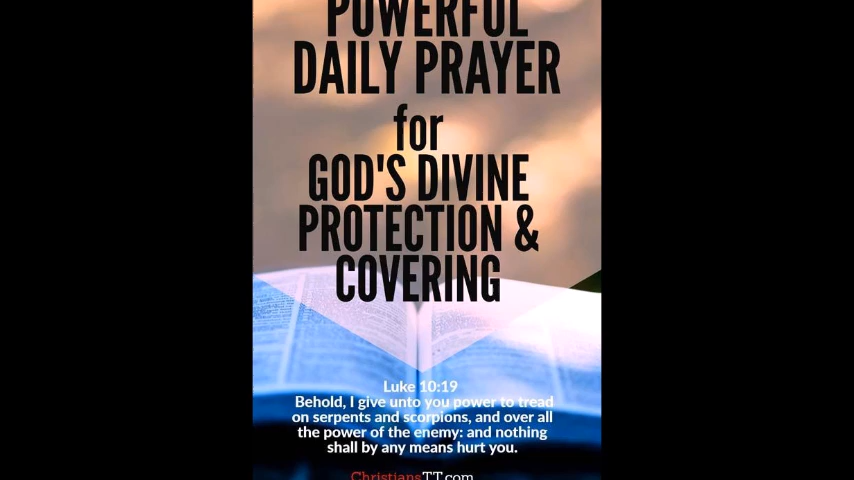 POWERFUL
DAILY PRAYER
for
GOD'S DIVINE
PROTECTION &
COVERING
Luke 10:19
Behold, I give unto you power to tread
on serpents and scorpions, and over all
the power of the enemy: and nothing
shall by any means hurt you.
ChristiansTT.com